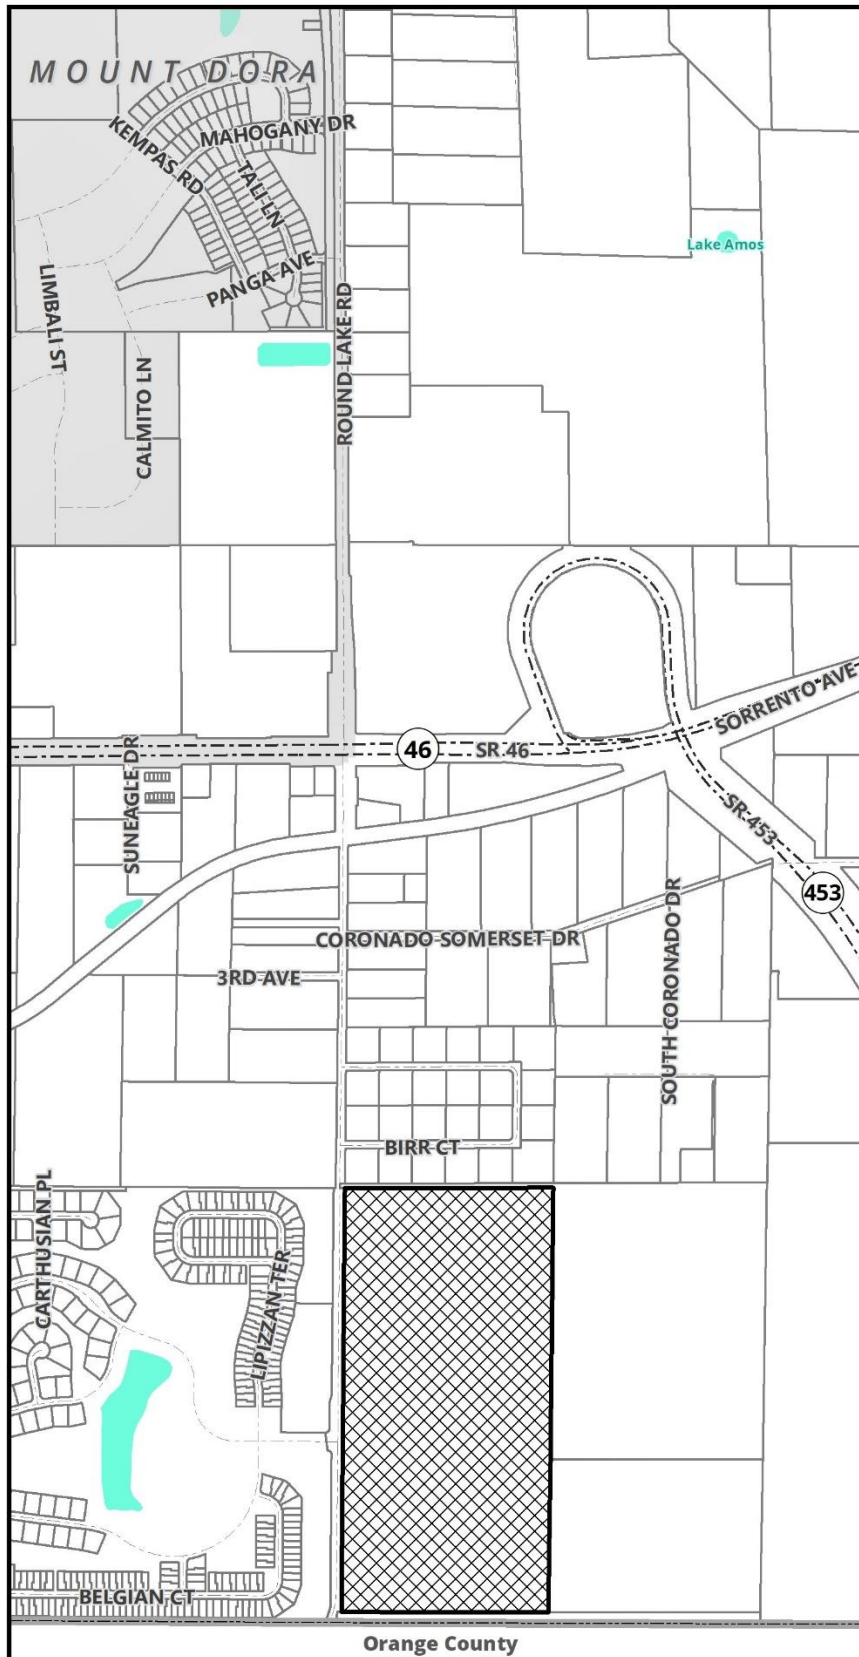 MOUNT DORA
MAHOGANY DR
KEMPAS RD
TALI LN
Lake Amos
PANGA AVE
LIMBALI ST
ROUND LAKE RD
CALMITO LN
SORRENTO AVE
46
SR 46
SUNEAGLE DR
SR 453
453
CORONADO SOMERSET DR
3RD AVE
SOUTH CORONADO DR
BIRR CT
CARTHUSIAN PL
LIPIZZAN TER
BELGIAN CT
Orange County